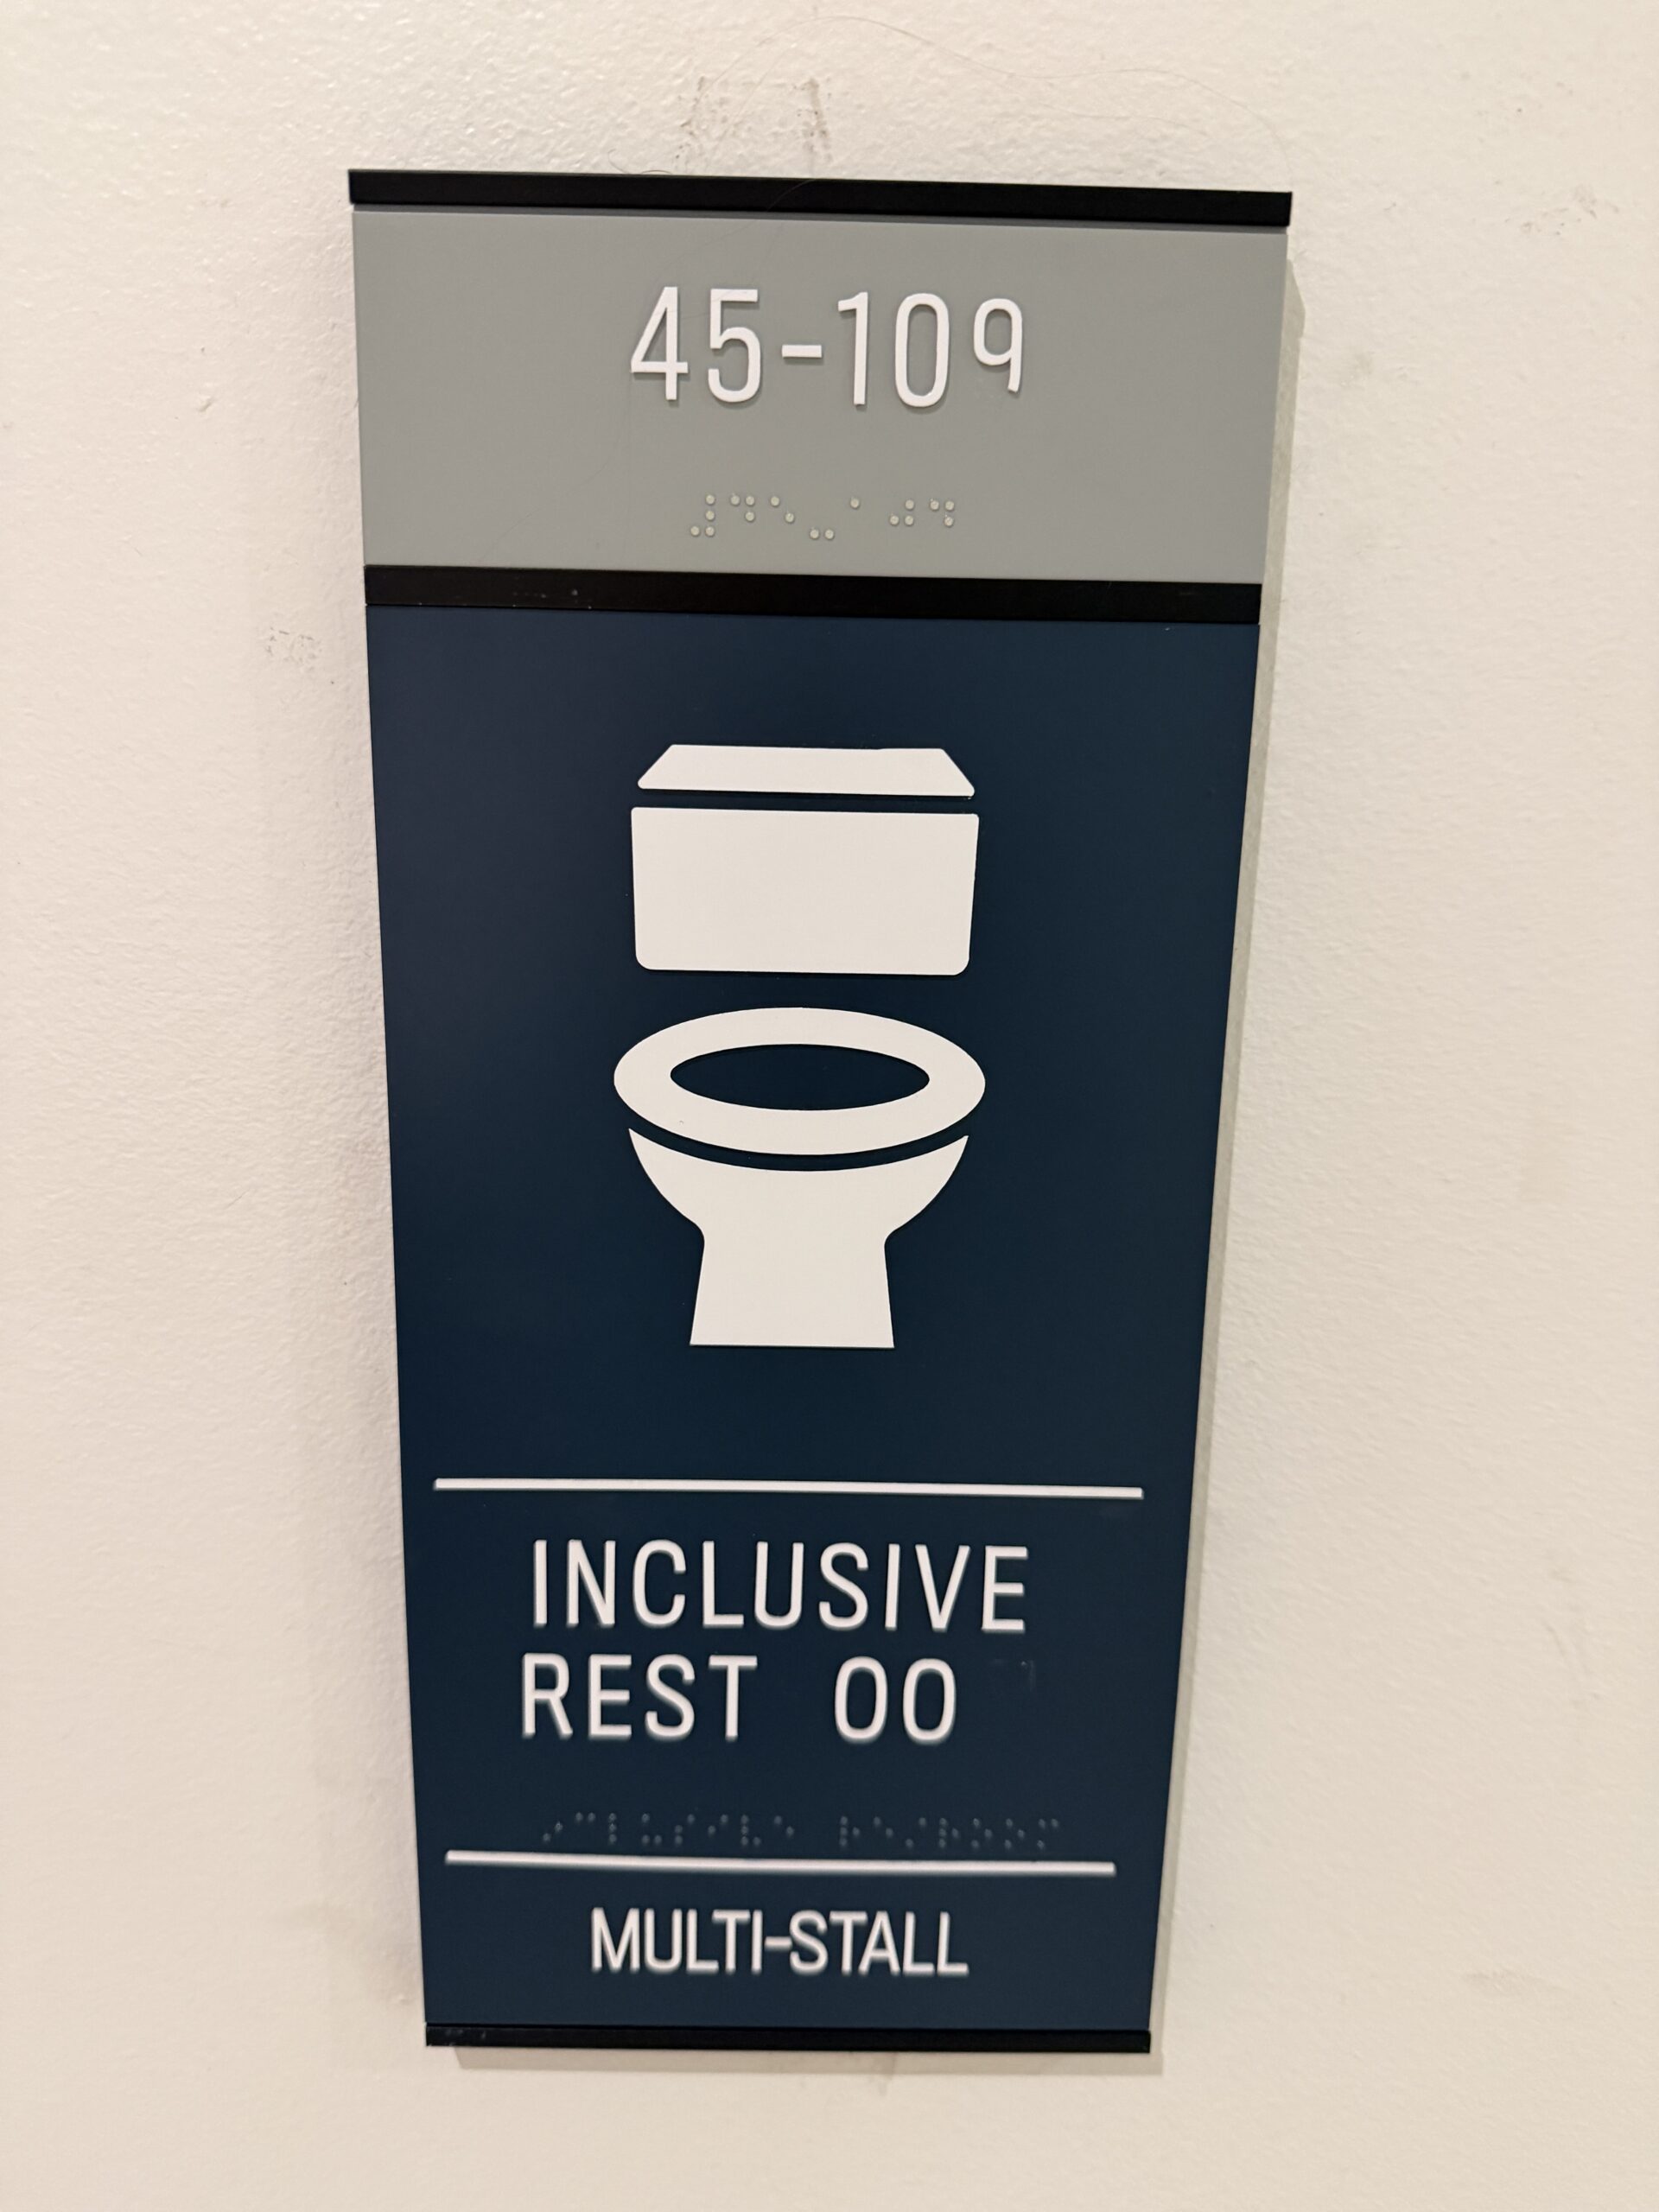 45-109
⠼⠙⠑⠤⠁⠚⠊
INCLUSIVE
REST OO
MULTI-STALL